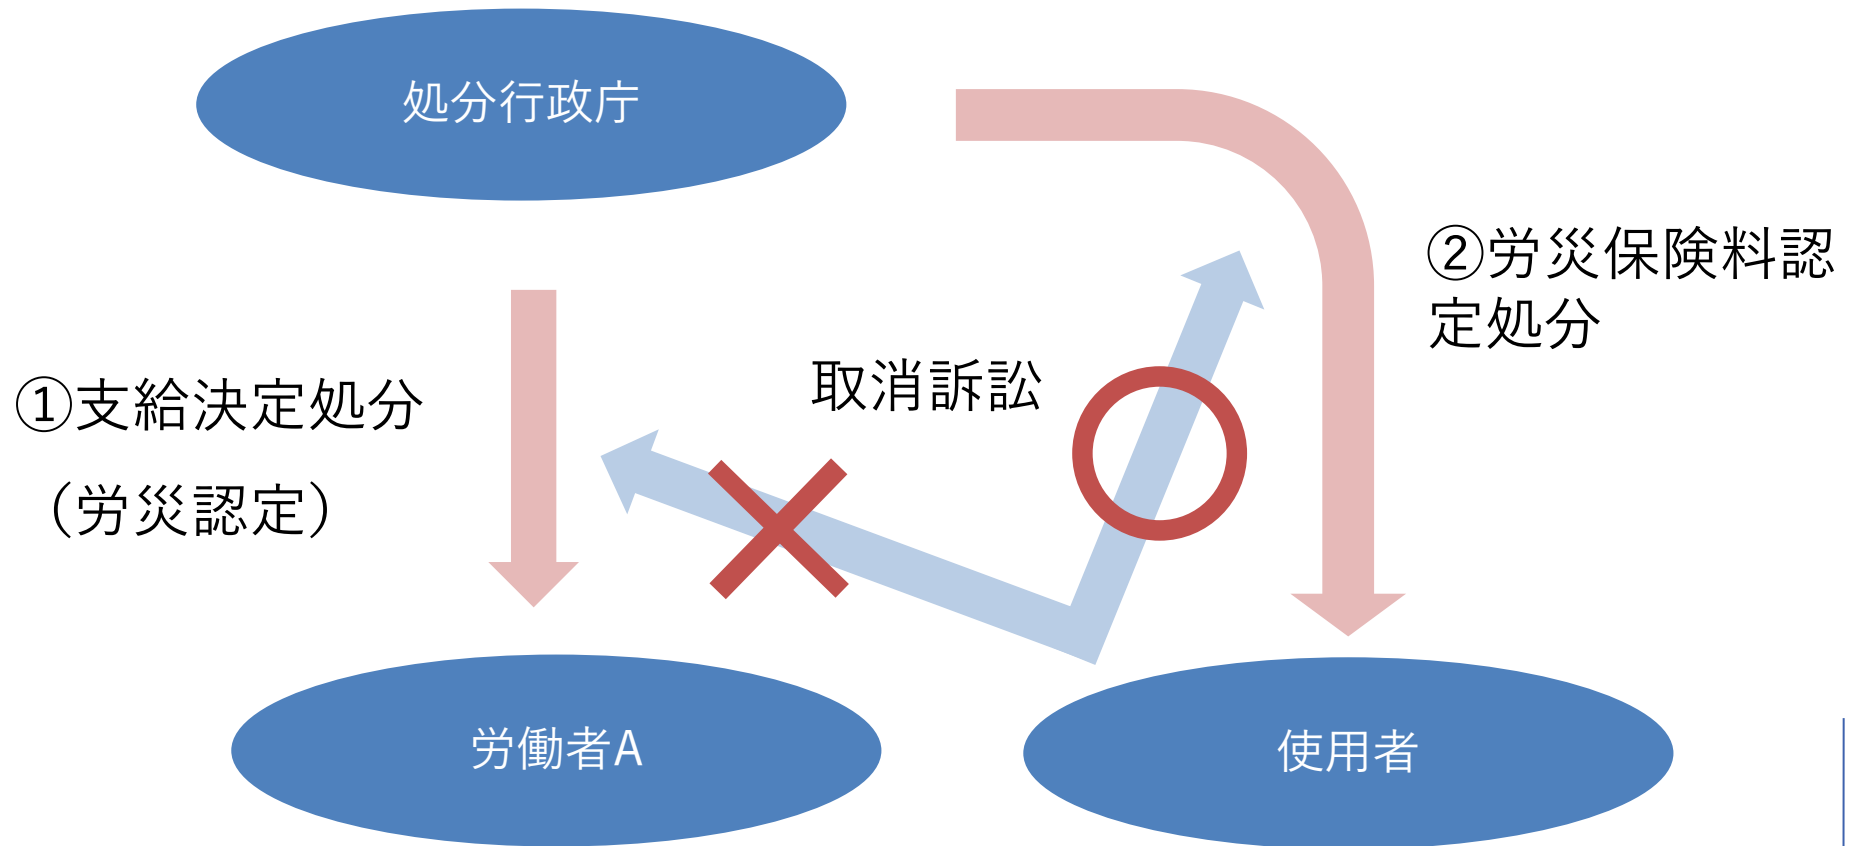 処分行政庁
②労災保険料認
定処分
取消訴訟
①支給決定処分
（労災認定）
労働者A
使用者